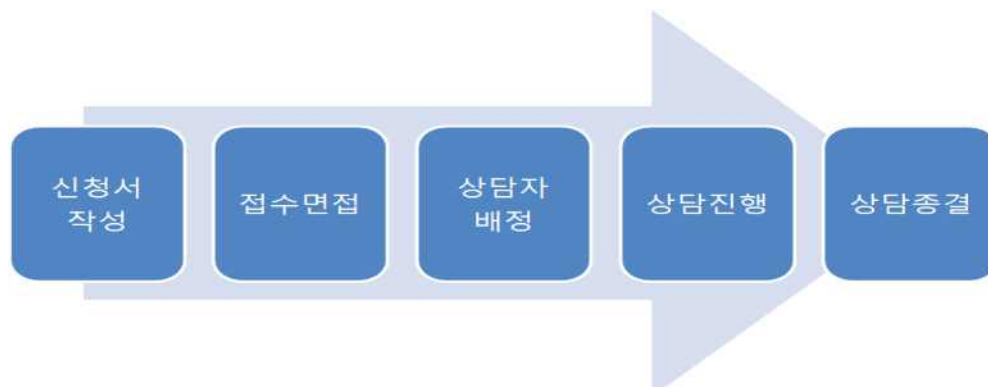 신청서
작성
접수면접
상담자
배정
상담진행
상담종결